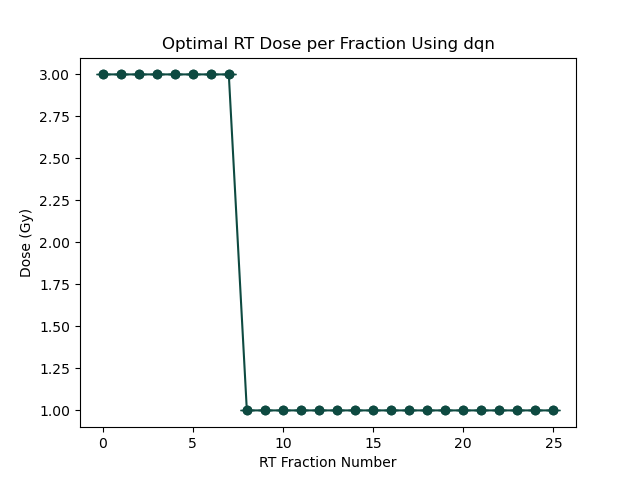 Optimal RT Dose per Fraction Using dqn
3.00
2.75
2.50
2.25
2.00
1.75
1.50
1.25
1.00
Dose (Gy)
0 5 10 15 20 25
RT Fraction Number